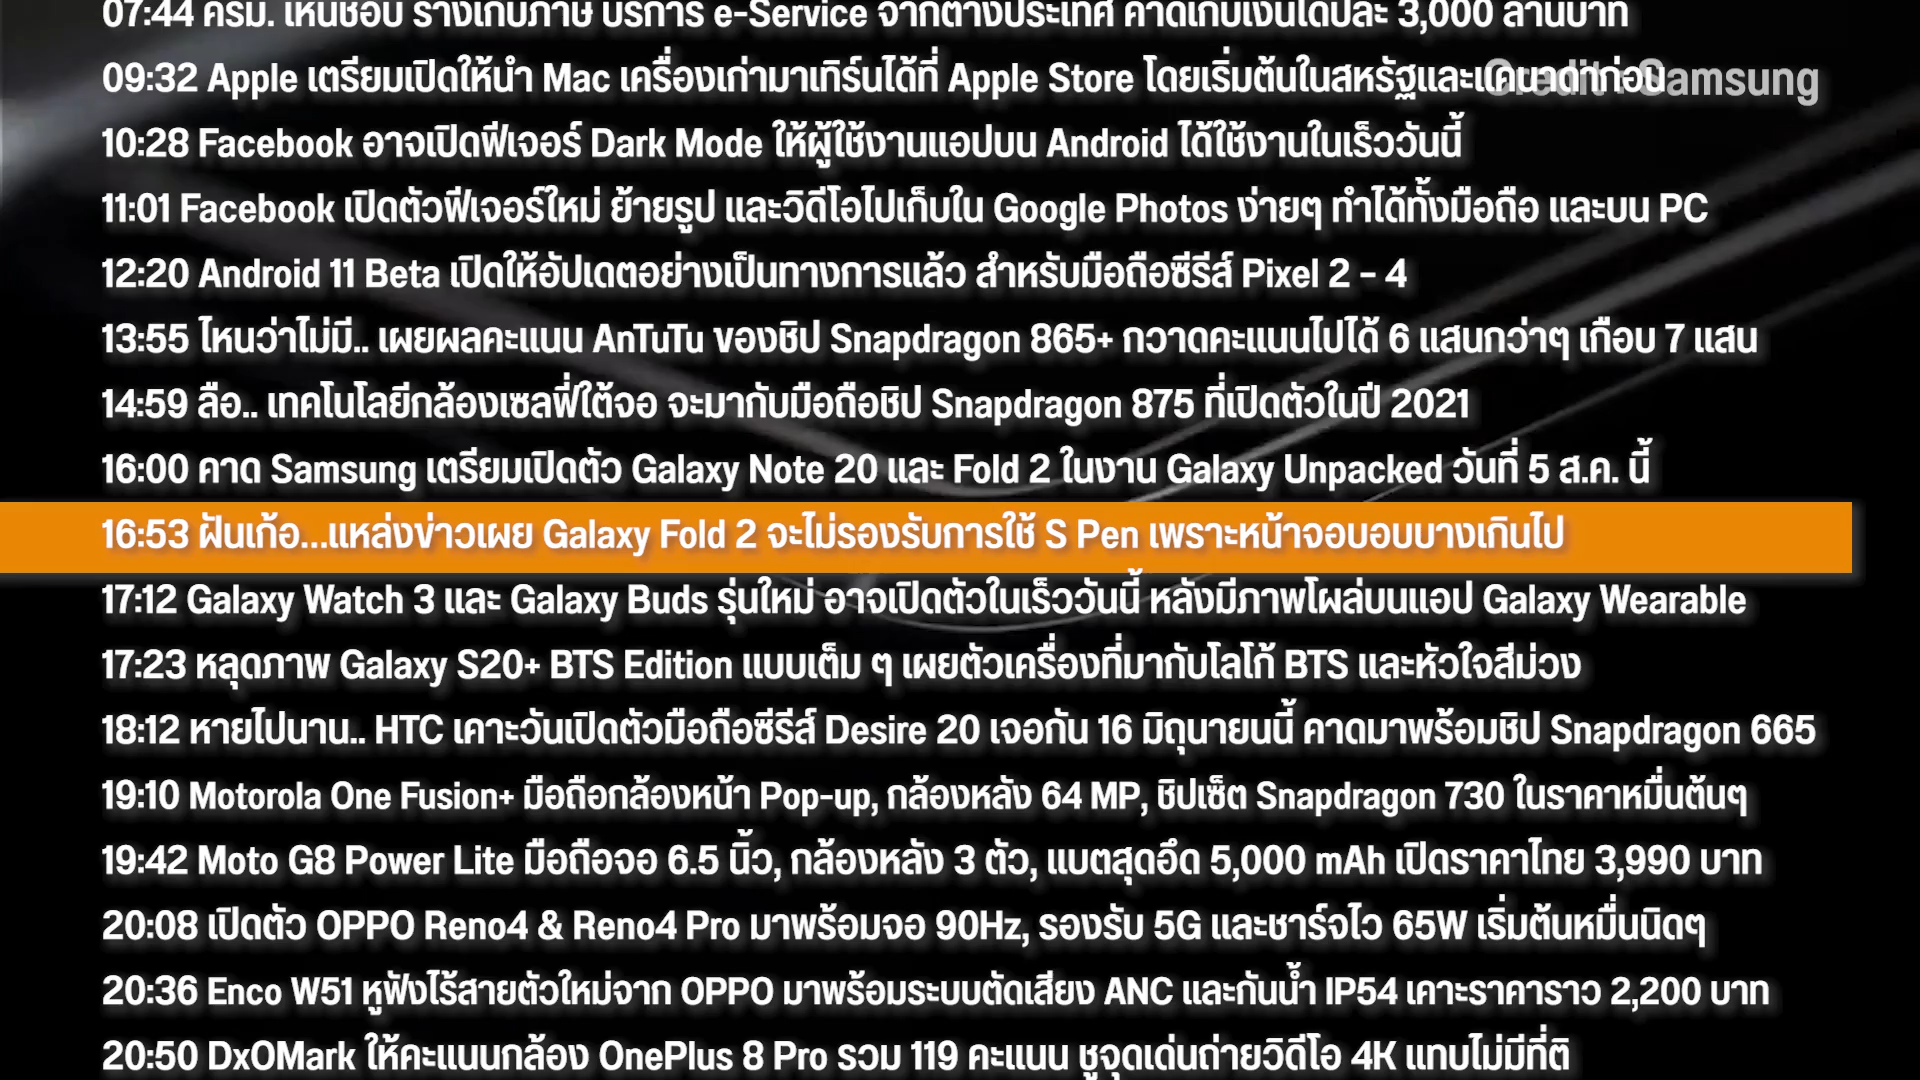 07:44 ครม. เห็นชอบ ร่างเก็บภาษี บริการ e-Service จากต่างประเทศ คาดเก็บเงินได้ปีละ 3,000 ล้านบาท
09:32 Apple เตรียมเปิดให้นำ Mac เครื่องเก่ามาเทิร์นได้ที่ Apple Store โดยเริ่มต้นในสหรัฐและแคนาดาก่อน
Credit : Samsung
10:28 Facebook อาจเปิดฟีเจอร์ Dark Mode ให้ผู้ใช้งานแอปบน Android ได้ใช้งานในเร็ววันนี้
11:01 Facebook เปิดตัวฟีเจอร์ใหม่ ย้ายรูป และวิดีโอไปเก็บใน Google Photos ง่ายๆ ทำได้ทั้งมือถือ และบน PC
12:20 Android 11 Beta เปิดให้อัปเดตอย่างเป็นทางการแล้ว สำหรับมือถือซีรีส์ Pixel 2 - 4
13:55 ไหนว่าไม่มี.. เผยผลคะแนน AnTuTu ของชิป Snapdragon 865+ กวาดคะแนนไปได้ 6 แสนกว่าๆ เกือบ 7 แสน
14:59 ลือ.. เทคโนโลยีกล้องเซลฟี่ใต้จอ จะมากับมือถือชิป Snapdragon 875 ที่เปิดตัวในปี 2021
16:00 คาด Samsung เตรียมเปิดตัว Galaxy Note 20 และ Fold 2 ในงาน Galaxy Unpacked วันที่ 5 ส.ค. นี้
16:53 ฝันเก้อ...แหล่งข่าวเผย Galaxy Fold 2 จะไม่รองรับการใช้ S Pen เพราะหน้าจอบอบบางเกินไป
17:12 Galaxy Watch 3 และ Galaxy Buds รุ่นใหม่ อาจเปิดตัวในเร็ววันนี้ หลังมีภาพโผล่บนแอป Galaxy Wearable
17:23 หลุดภาพ Galaxy S20+ BTS Edition แบบเต็ม ๆ เผยตัวเครื่องที่มากับโลโก้ BTS และหัวใจสีม่วง
18:12 หายไปนาน.. HTC เคาะวันเปิดตัวมือถือซีรีส์ Desire 20 เจอกัน 16 มิถุนายนนี้ คาดมาพร้อมชิป Snapdragon 665
19:10 Motorola One Fusion+ มือถือกล้องหน้า Pop-up, กล้องหลัง 64 MP, ชิปเซ็ต Snapdragon 730 ในราคาหมื่นต้นๆ
19:42 Moto G8 Power Lite มือถือจอ 6.5 นิ้ว, กล้องหลัง 3 ตัว, แบตสุดอึด 5,000 mAh เปิดราคาไทย 3,990 บาท
20:08 เปิดตัว OPPO Reno4 & Reno4 Pro มาพร้อมจอ 90Hz, รองรับ 5G และชาร์จไว 65W เริ่มต้นหมื่นนิดๆ
20:36 Enco W51 หูฟังไร้สายตัวใหม่จาก OPPO มาพร้อมระบบตัดเสียง ANC และกันน้ำ IP54 เคาะราคาราว 2,200 บาท
20:50 DxOMark ให้คะแนนกล้อง OnePlus 8 Pro รวม 119 คะแนน ชูจุดเด่นถ่ายวิดีโอ 4K แทบไม่มีที่ติ